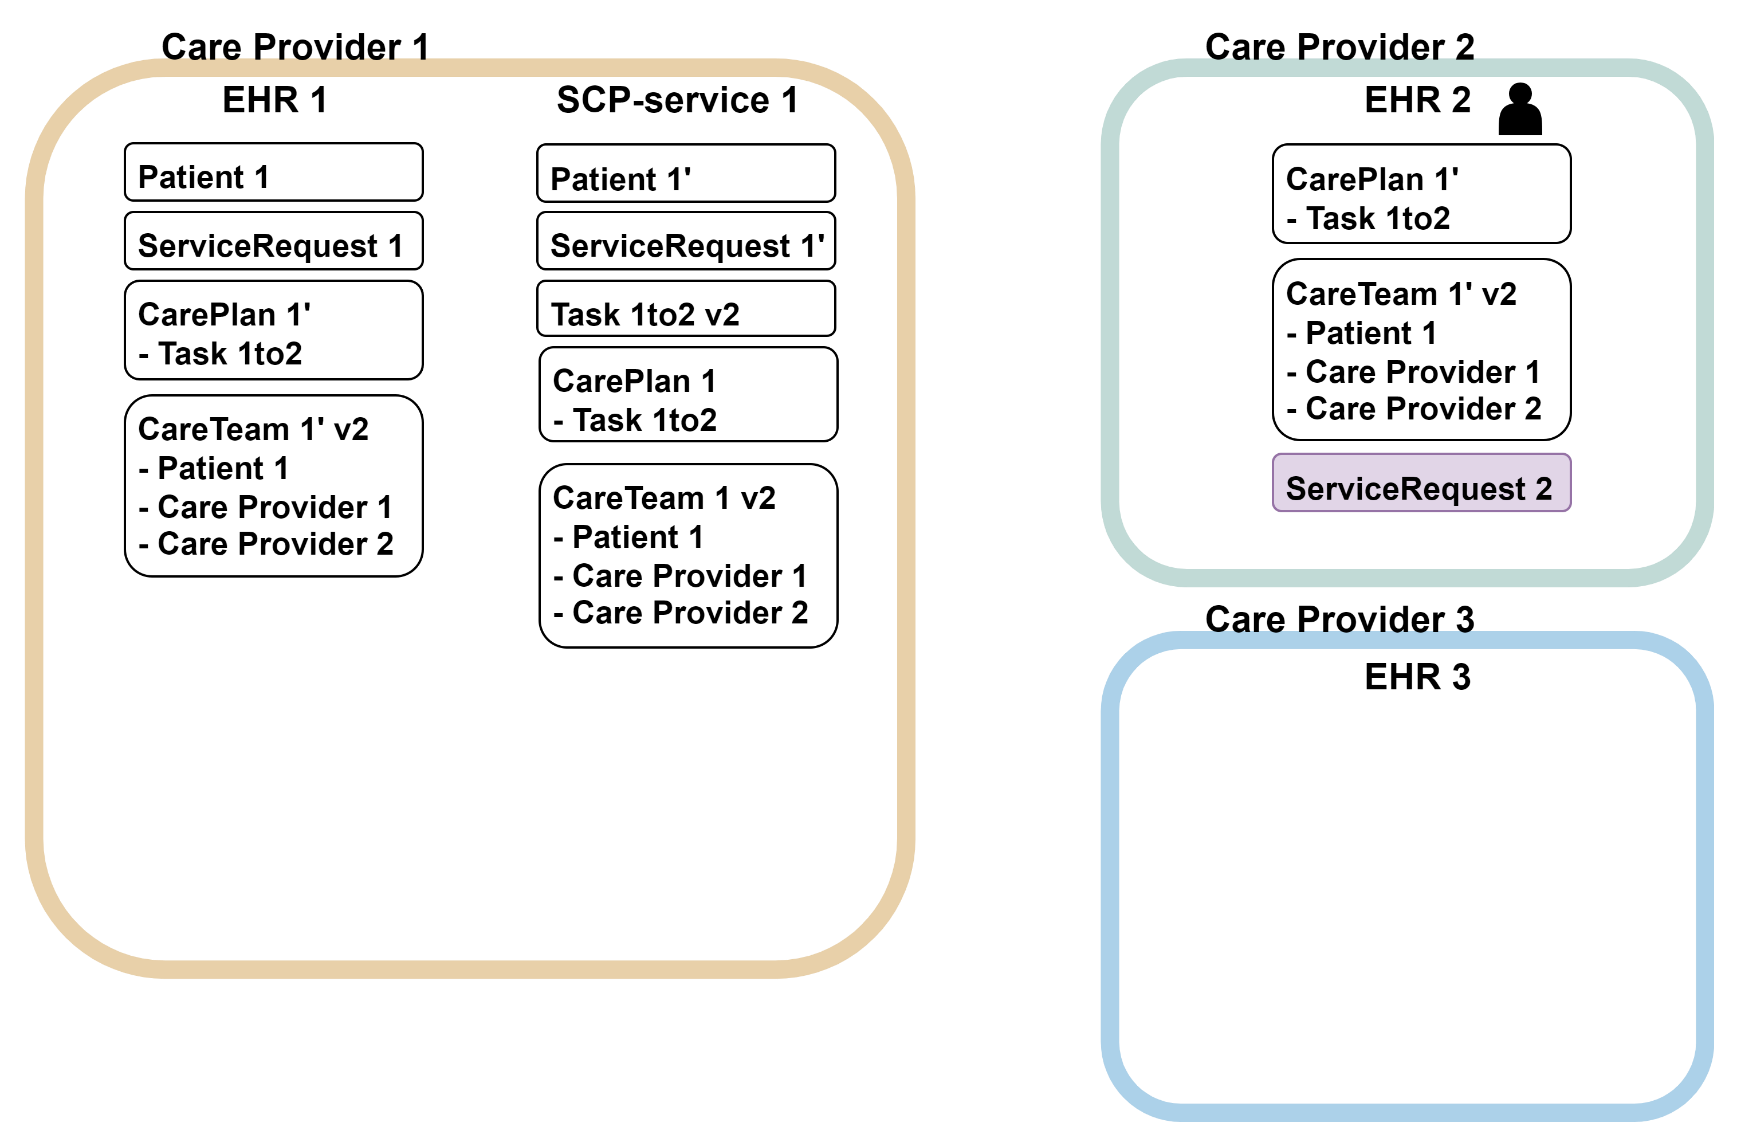 Care Provider 1
EHR 1
Patient 1
ServiceRequest 1
CarePlan 1'
- Task 1to2
CareTeam 1' v2
- Patient 1
- Care Provider 1
- Care Provider 2
SCP-service 1
Patient 1'
ServiceRequest 1'
Task 1to2 v2
CarePlan 1
- Task 1to2
CareTeam 1 v2
- Patient 1
- Care Provider 1
- Care Provider 2
Care Provider 2
EHR 2
CarePlan 1'
- Task 1to2
CareTeam 1' v2
- Patient 1
- Care Provider 1
- Care Provider 2
ServiceRequest 2
Care Provider 3
EHR 3